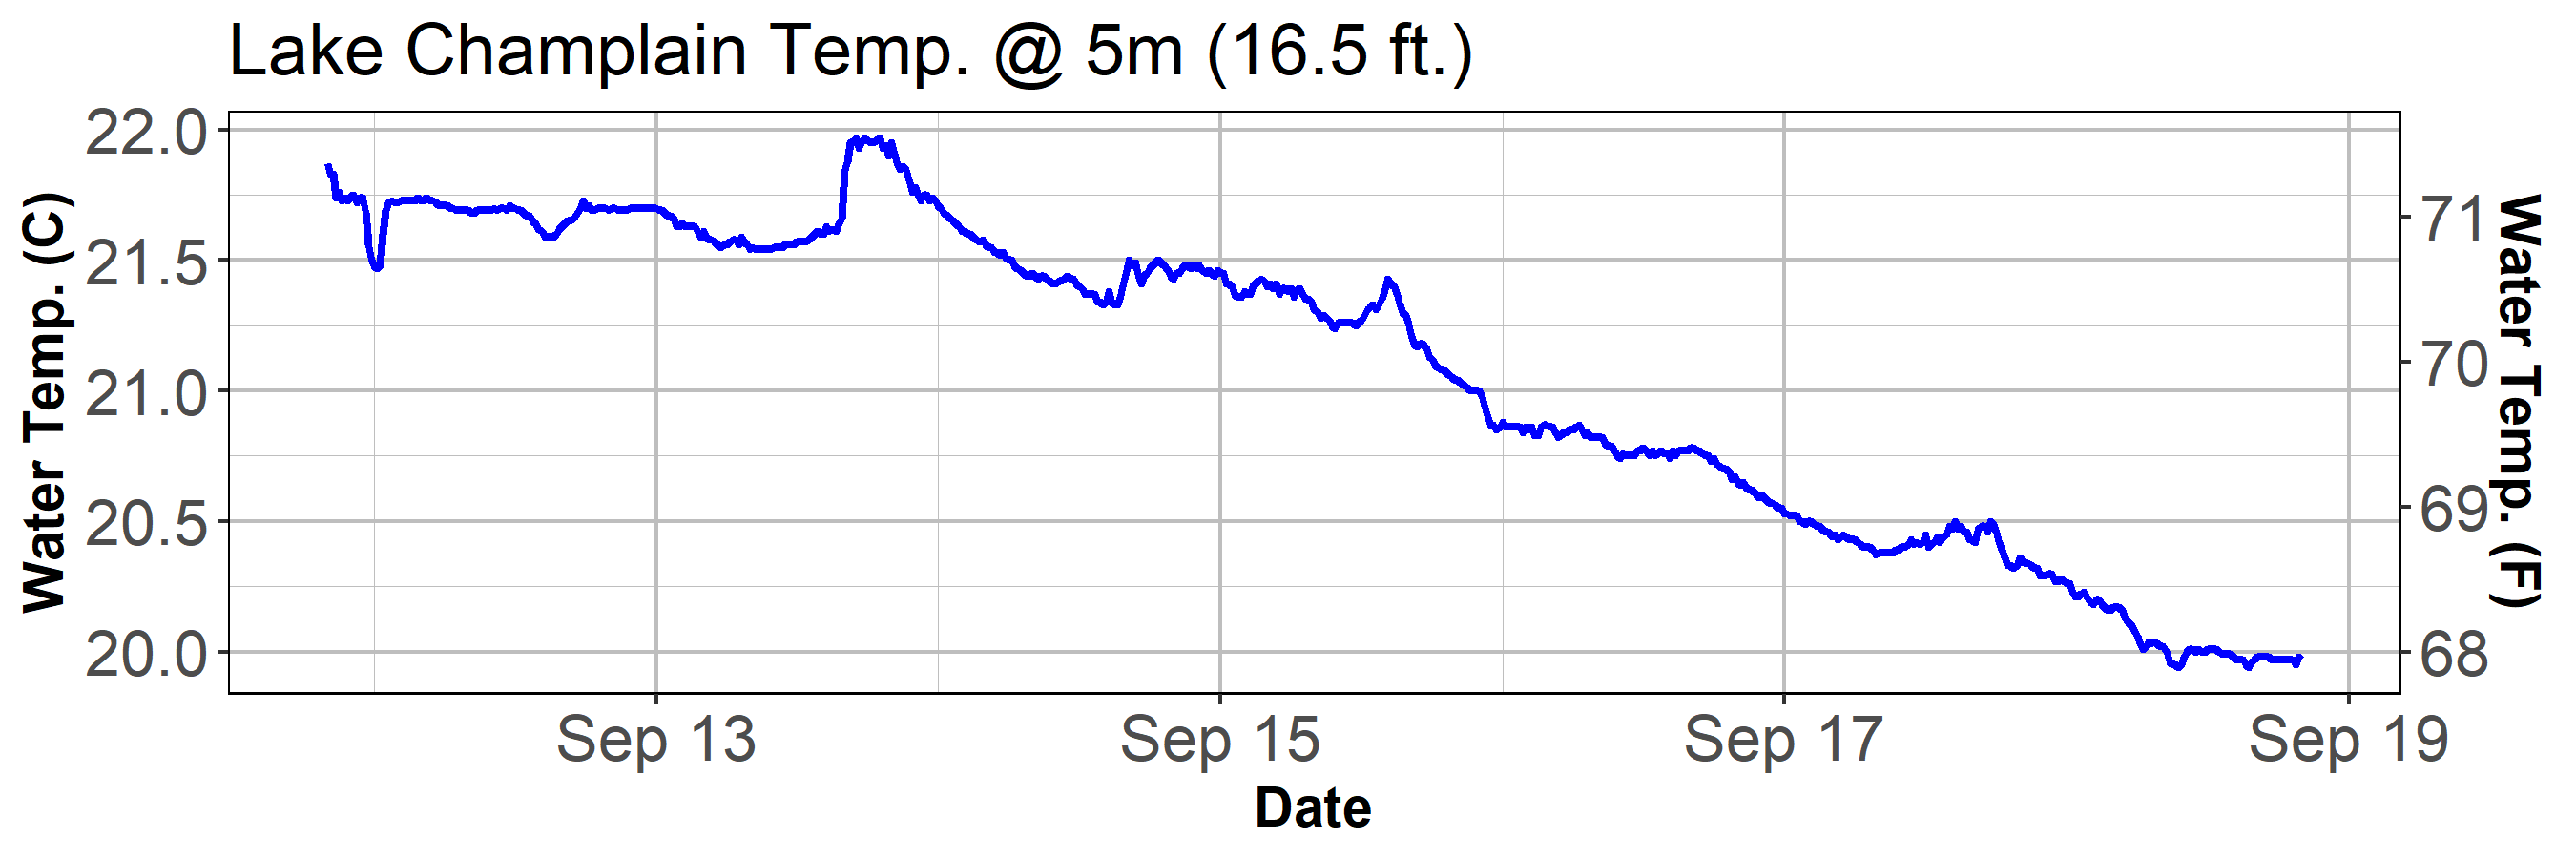 Lake Champlain Temp. @ 5m (16.5 ft.)
Water Temp. (C)
22.0
21.5
21.0
20.5
20.0
71
70
69
68
Water Temp. (F)
Sep 13
Sep 15
Sep 17
Sep 19
Date